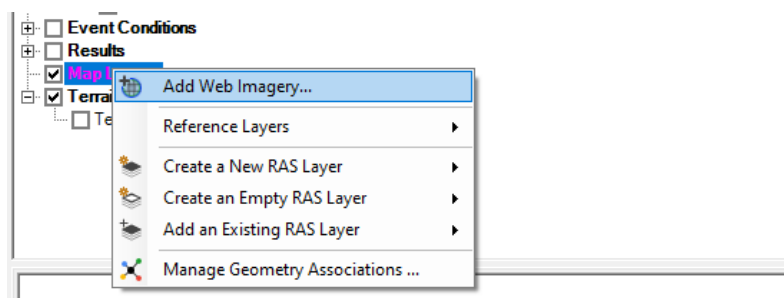 Event Conditions
Results
Map L
Add Web Imagery...
Terrai
Te
Reference Layers
Create a New RAS Layer
Create an Empty RAS Layer
Add an Existing RAS Layer
Manage Geometry Associations ...